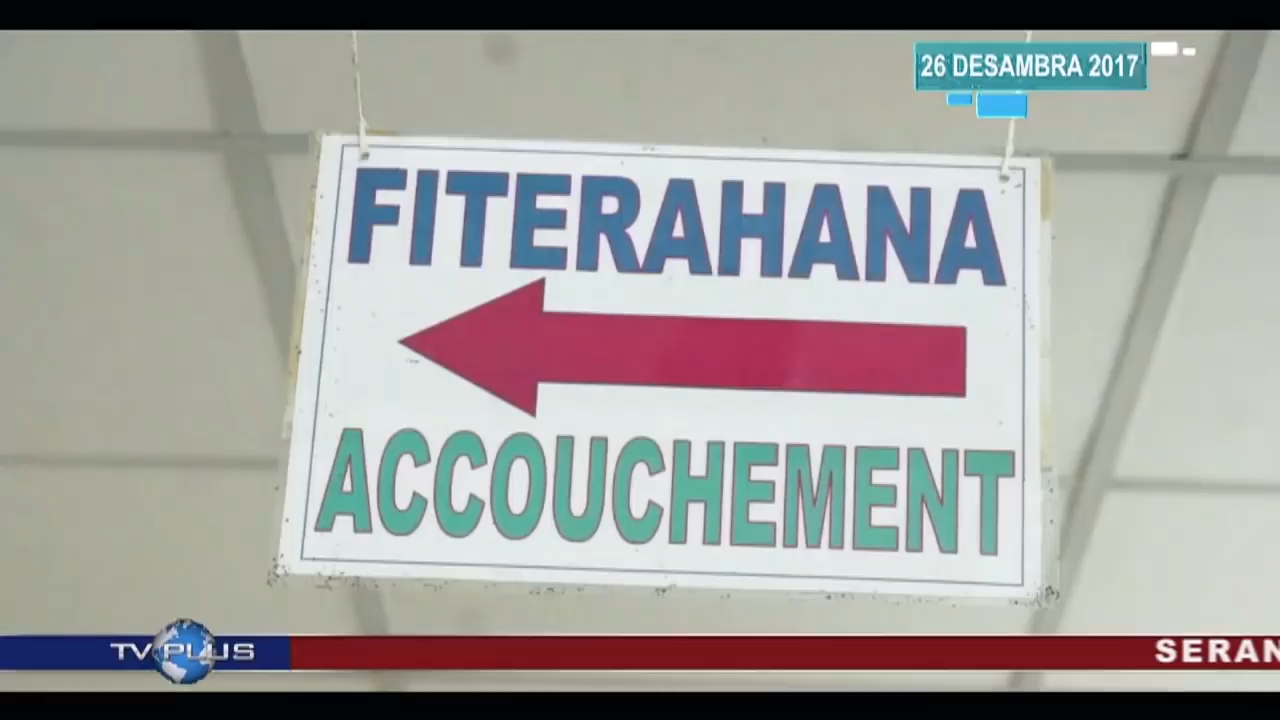 26 DESAMBRA 2017
FITERAHANA
ACCOUCHEMENT
TV PLUS
SERAN